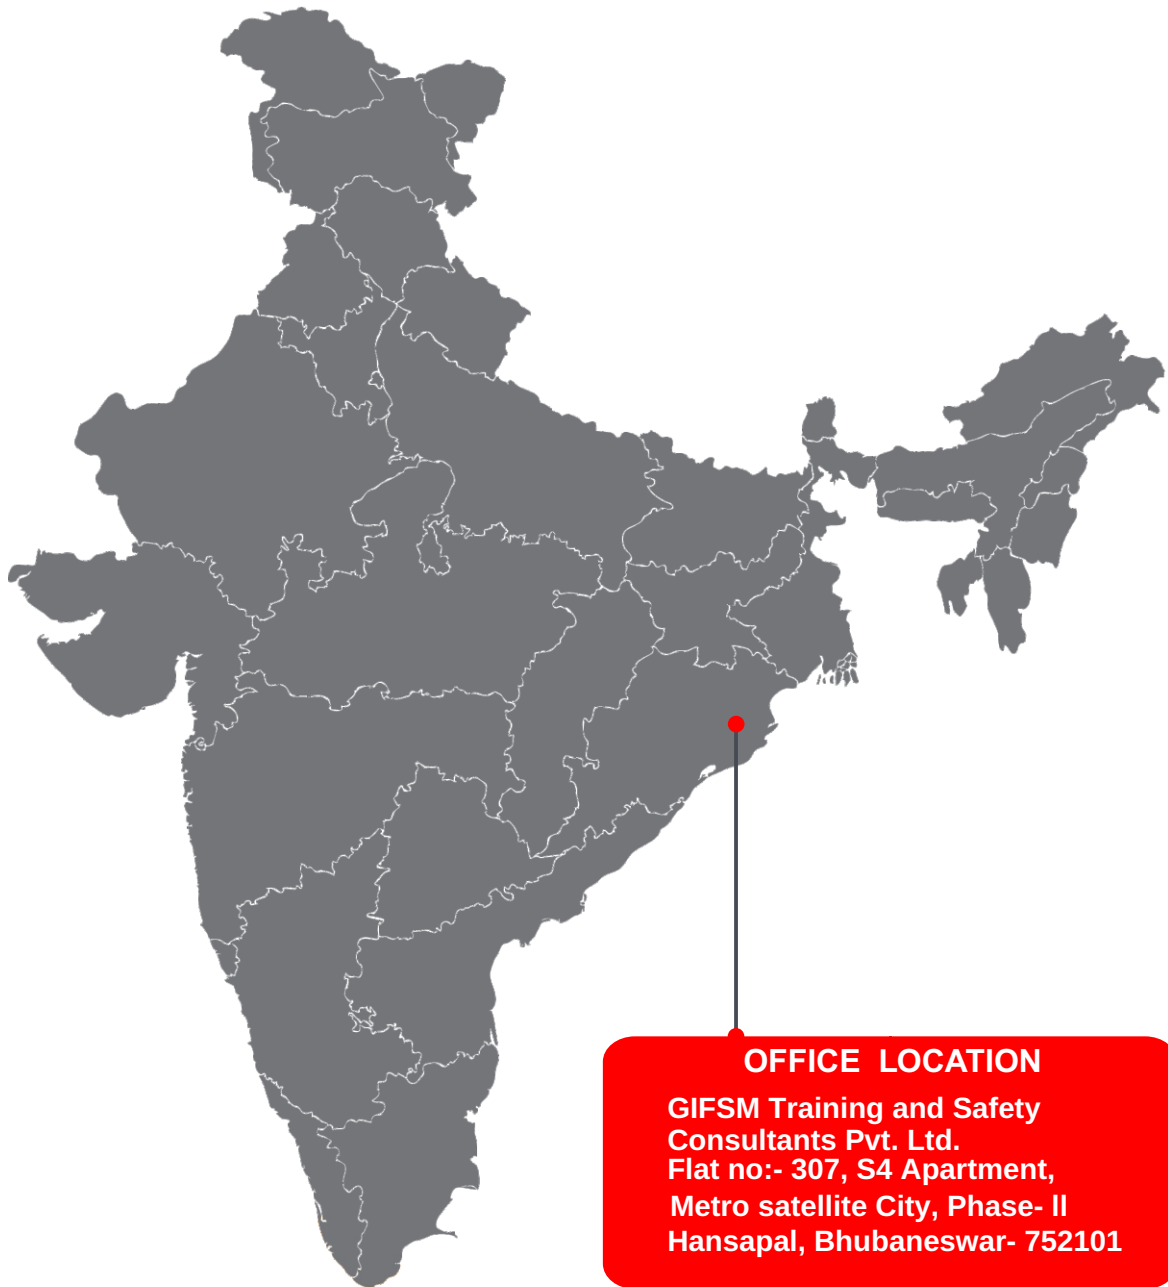 OFFICE LOCATION
GIFSM Training and Safety
Consultants Pvt. Ltd.
Flat no:- 307, S4 Apartment,
Metro satellite City, Phase- ll
Hansapal, Bhubaneswar- 752101